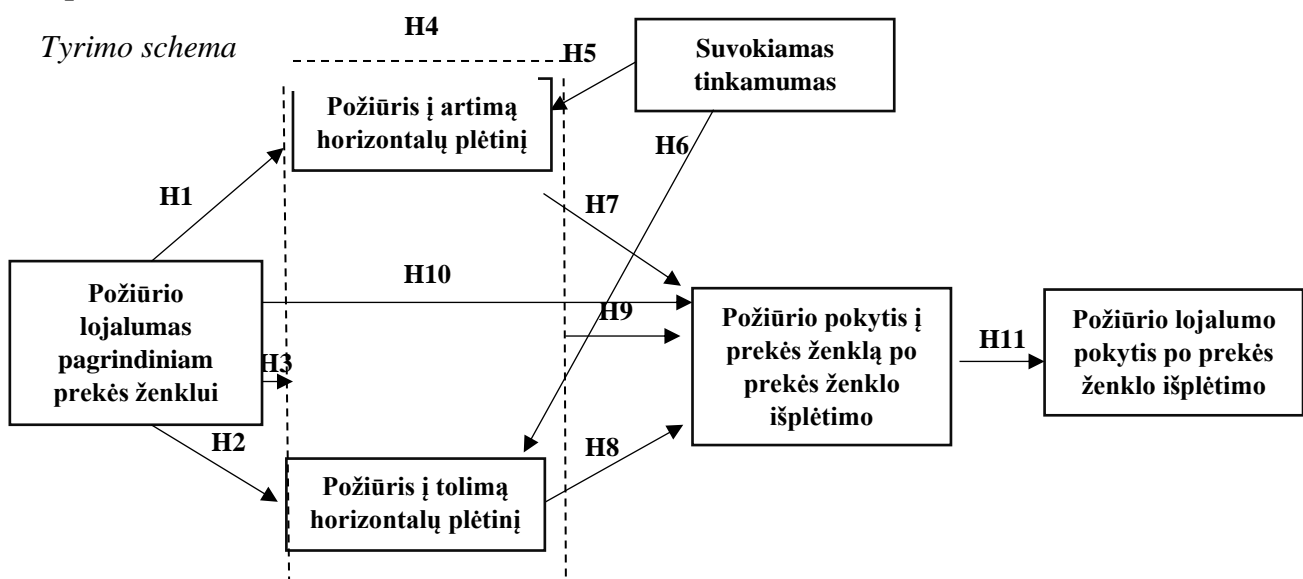 H4
Tyrimo schema
H5
Suvokiamas
tinkamumas
Požiūris į artimą
horizontalų plėtinį
H6
H1
H7
H10
Požiūrio
lojalumas
pagrindiniam
prekės ženklui
H9
Požiūrio pokytis į
prekės ženklą po
prekės ženklo
išplėtimo
H11
Požiūrio lojalumo
pokytis po prekės
ženklo išplėtimo
H3
H2
H8
Požiūris į tolimą
horizontalų plėtinį